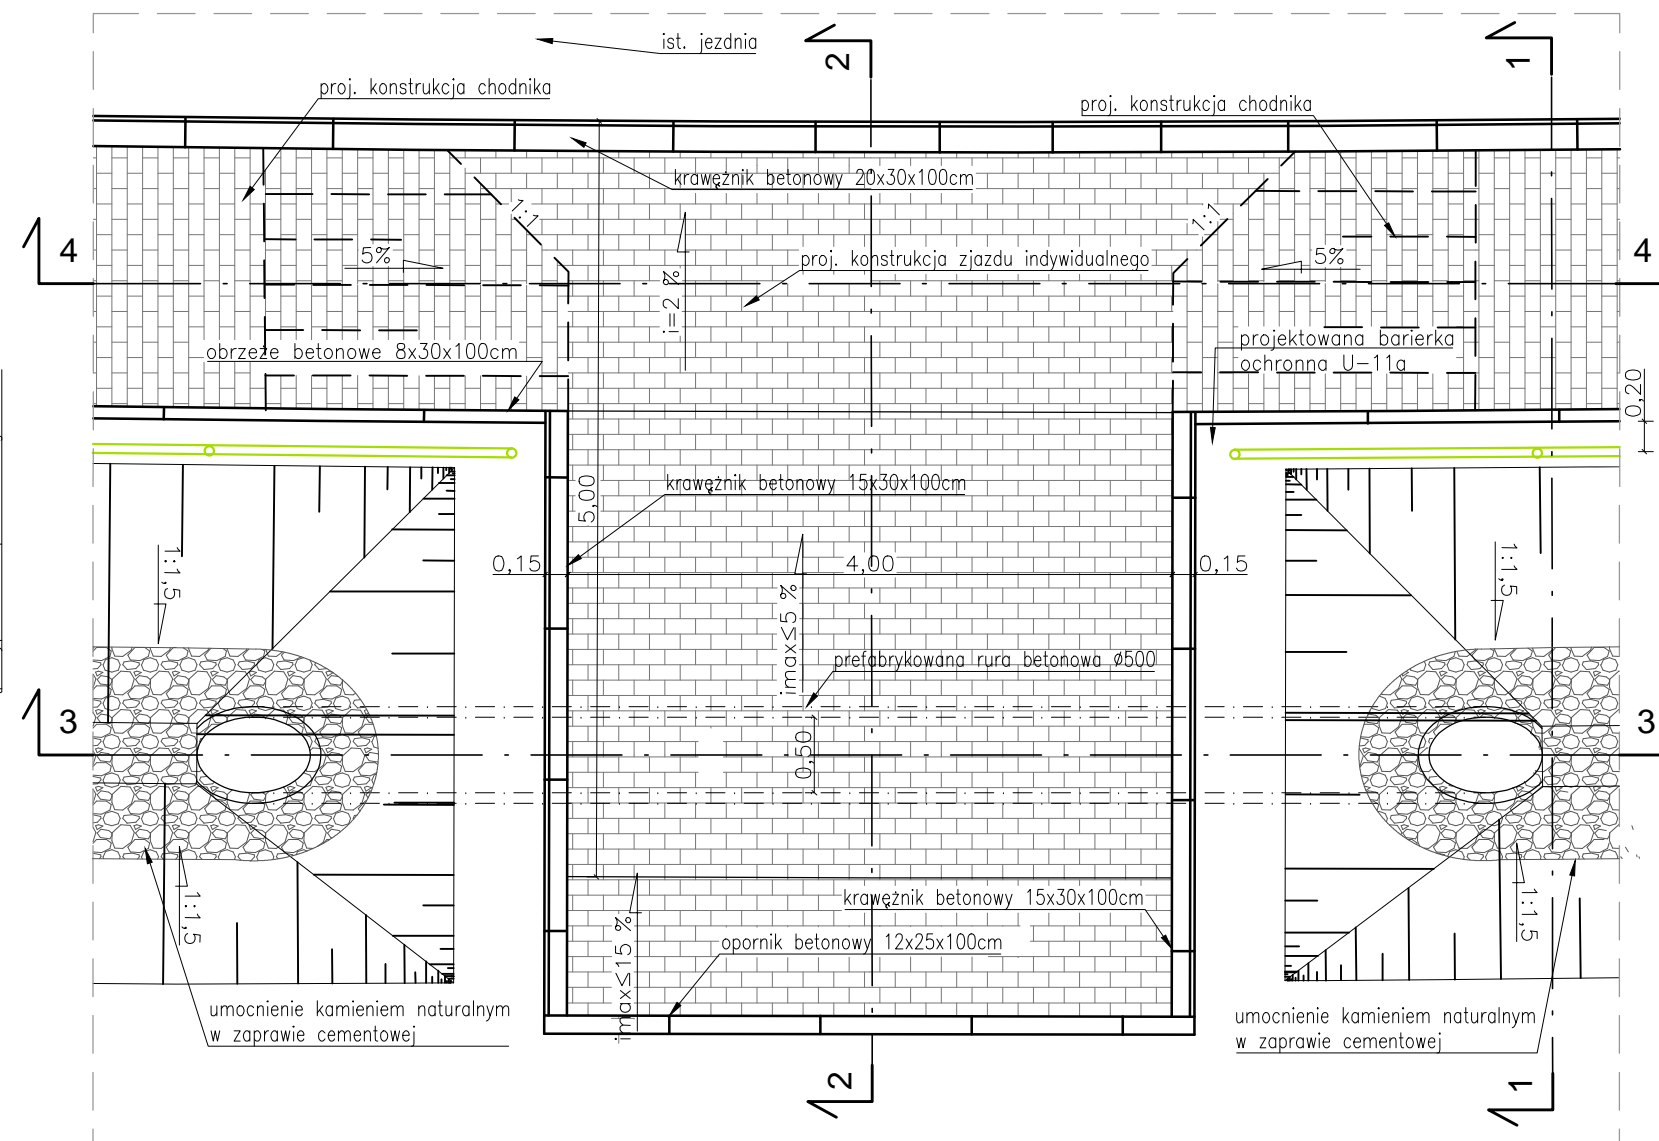 ist. jezdnia
2
1
proj. konstrukcja chodnika
proj. konstrukcja chodnika
krawężnik betonowy 20x30x100cm
1:1
1:1
4
5%
i=2 %
proj. konstrukcja zjazdu indywidualnego
5%
4
obrzeże betonowe 8x30x100cm
projektowana barierka
ochronna U-11a
0,20
krawężnik betonowy 15x30x100cm
5,00
0,15
4,00
0,15
1:1,5
1:1,5
imax≤5 %
prefabrykowana rura betonowa Ø500
3
0,50
3
1:1,5
krawężnik betonowy 15x30x100cm
1:1,5
imax≤15 %
opornik betonowy 12x25x100cm
umocnienie kamieniem naturalnym
w zaprawie cementowej
umocnienie kamieniem naturalnym
w zaprawie cementowej
2
1